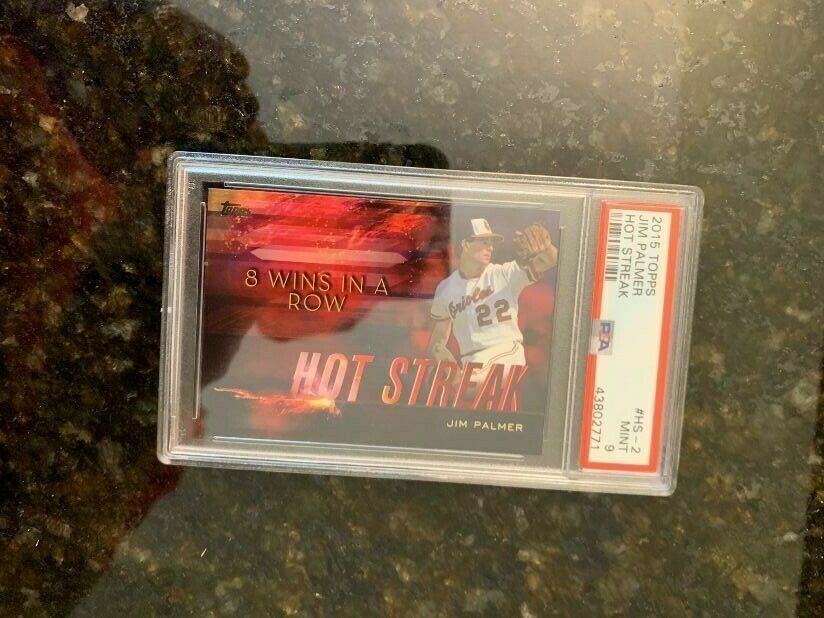 Topps
8 WINS IN A
ROW
Orioles
22
HOT STREAK
JIM PALMER
2015 TOPPS
JIM PALMER
HOT STREAK
#HS-2
MINT
9
PSA
43802771